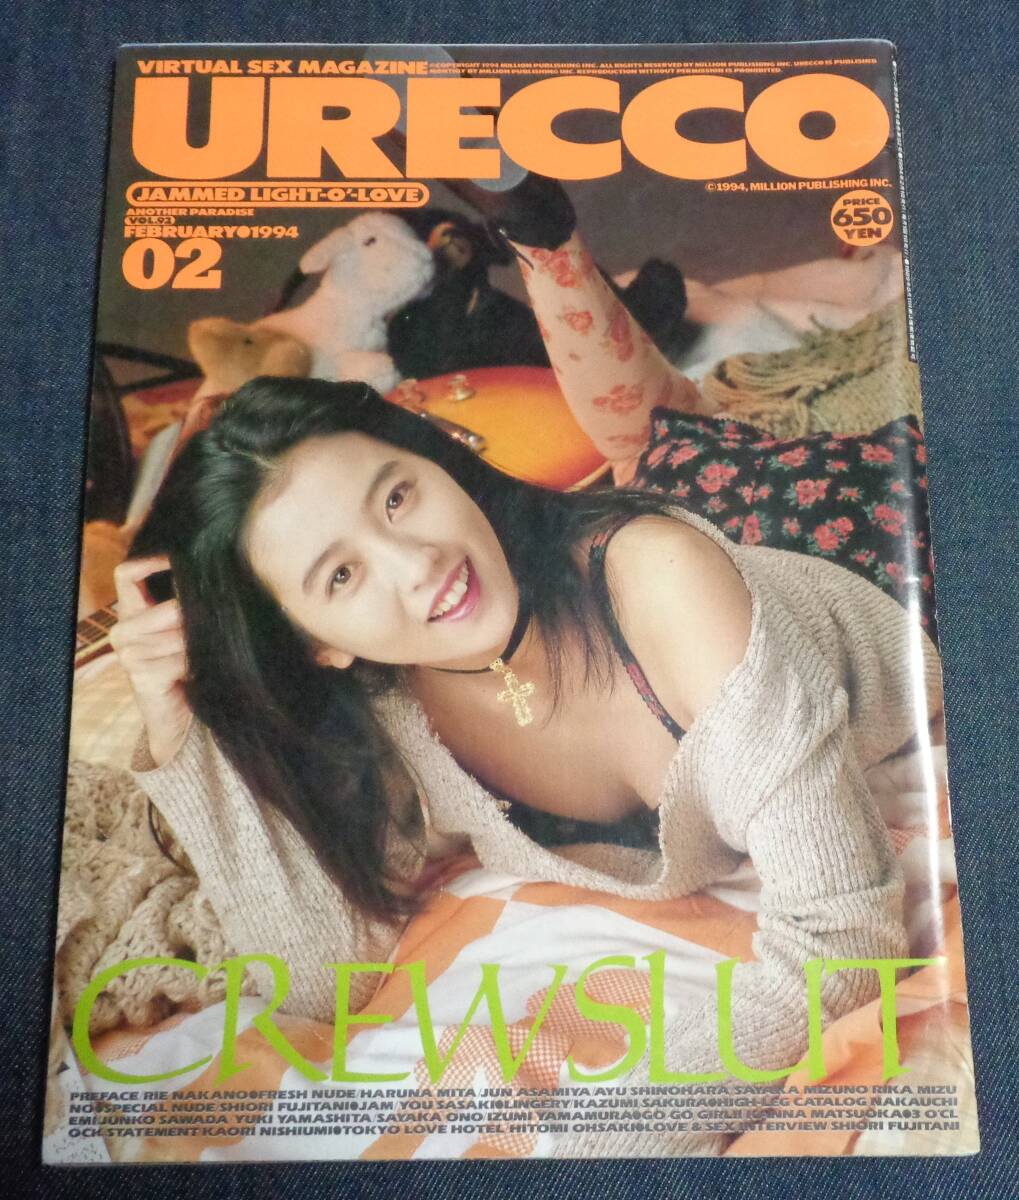 VIRTUAL SEX MAGAZINE
©COPYRIGHT 1994 MILLION PUBLISHING INC. ALL RIGHTS RESERVED BY MILLION PUBLISHING INC. URECCO IS PUBLISHED
MONTHLY BY MILLION PUBLISHING INC. REPRODUCTION WITHOUT PERMISSION IS PROHIBITED.
URECCO
JAMMED LIGHT-O'-LOVE
©1994, MILLION PUBLISHING INC.
ANOTHER PARADISE
VOL.92
FEBRUARY●1994
02
PRICE
650
YEN
CREWSLUT
PREFACE RIE NAKANO●FRESH NUDE/HARUNA MITA/JUN ASAMIYA/AYU SHINOHARA SAYAKA MIZUNO RIKA MIZU
NO●SPECIAL NUDE SHIORI FUJITANI●JAM/YOU SASAKI●LINGERY/KAZUMI SAKURA●HIGH-LEG CATALOG NAKAUCHI
EMI JUNKO SAWADA/YUKI YAMASHITA/SAYAKA ONO/IZUMI YAMAMURA●GO GO GIRL!! KANNA MATSUOKA●3 O'CL
OCK STATEMENT KAORI NISHIUMI●TOKYO LOVE HOTEL HITOMI OHSAKI●LOVE & SEX INTERVIEW SHIORI FUJITANI